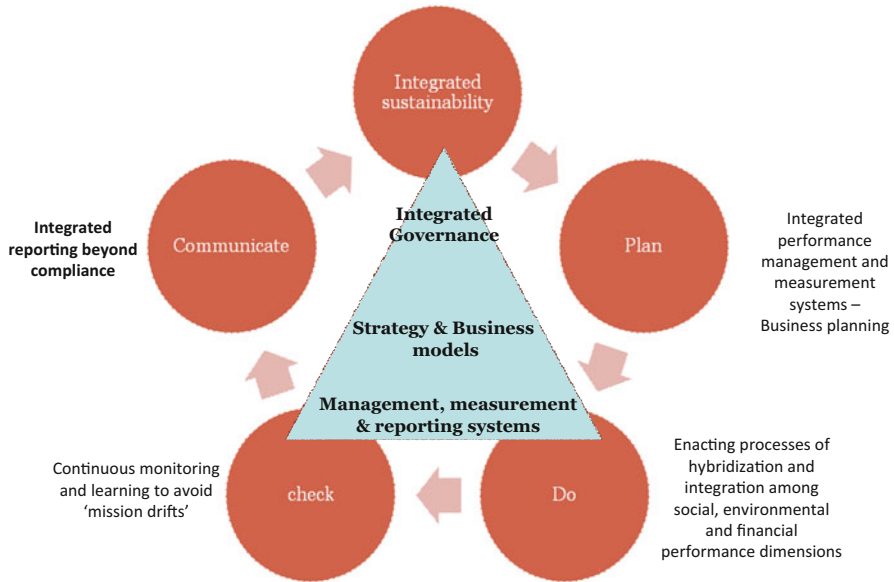 Integrated
sustainability
Integrated
Governance
Strategy & Business
models
Management, measurement
& reporting systems
Plan
Integrated
performance
management and
measurement
systems –
Business planning
Do
Enacting processes of
hybridization and
integration among
social, environmental
and financial
performance dimensions
check
Continuous monitoring
and learning to avoid
‘mission drifts’
Communicate
Integrated
reporting beyond
compliance